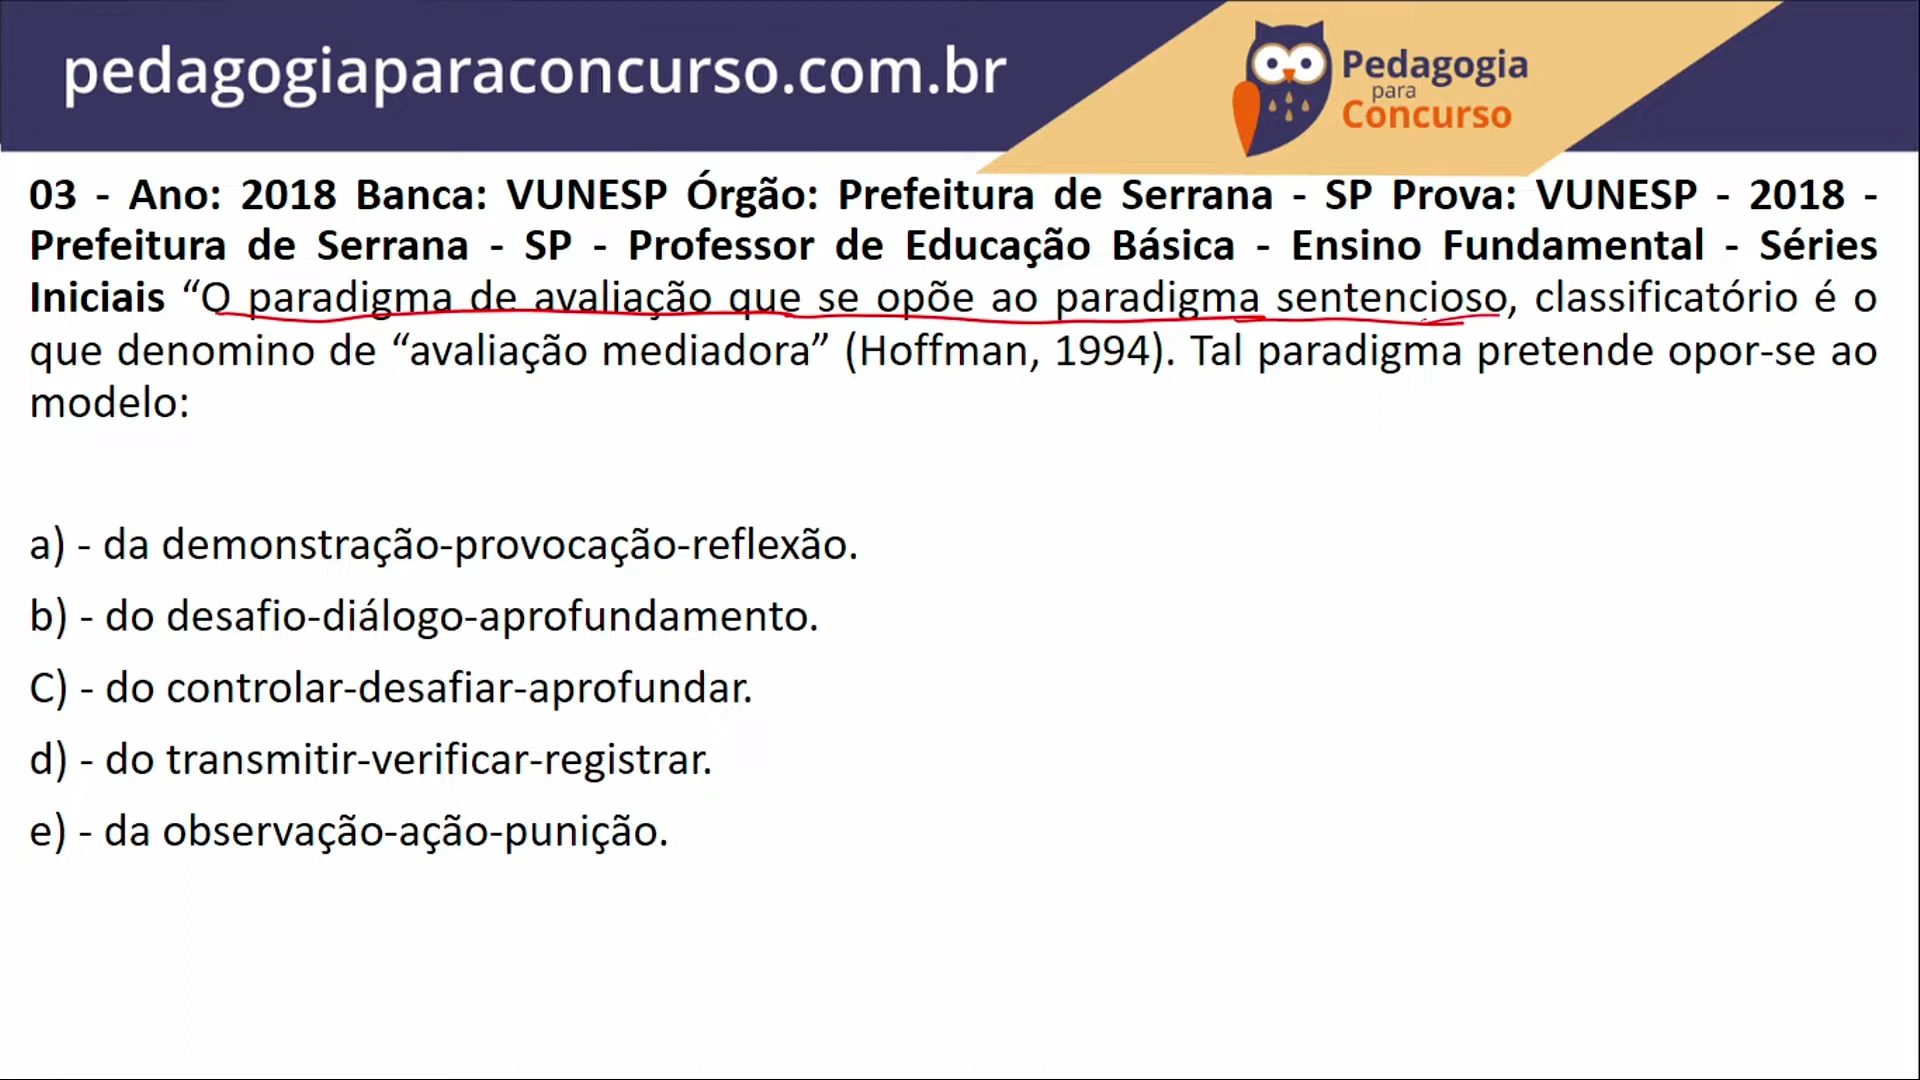 pedagogiaparaconcurso.com.br
Pedagogia
para
Concurso
03 - Ano: 2018 Banca: VUNESP Órgão: Prefeitura de Serrana - SP Prova: VUNESP - 2018 -
Prefeitura de Serrana - SP - Professor de Educação Básica - Ensino Fundamental - Séries
Iniciais “O paradigma de avaliação que se opõe ao paradigma sentencioso, classificatório é o
que denomino de “avaliação mediadora” (Hoffman, 1994). Tal paradigma pretende opor-se ao
modelo:
a) - da demonstração-provocação-reflexão.
b) - do desafio-diálogo-aprofundamento.
C) - do controlar-desafiar-aprofundar.
d) - do transmitir-verificar-registrar.
e) - da observação-ação-punição.